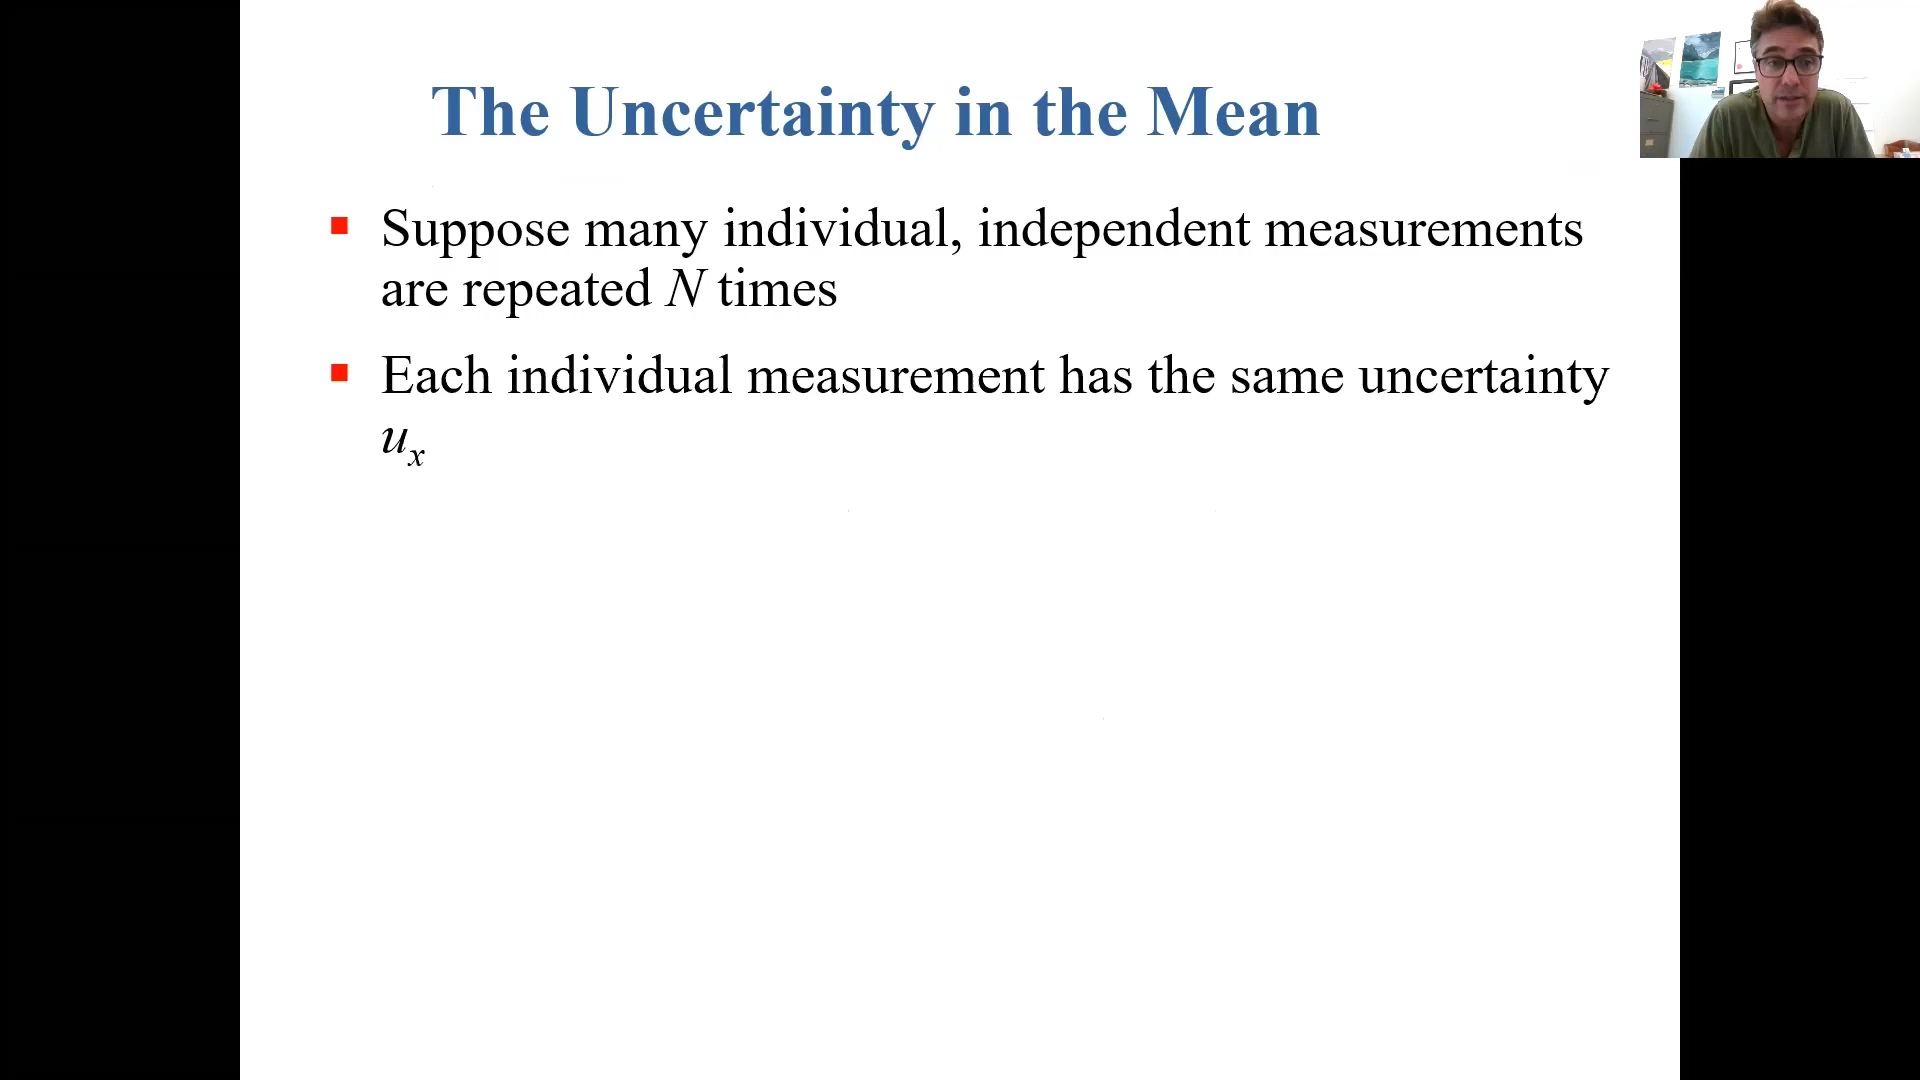 The Uncertainty in the Mean
Suppose many individual, independent measurements
are repeated N times
Each individual measurement has the same uncertainty
uₓ